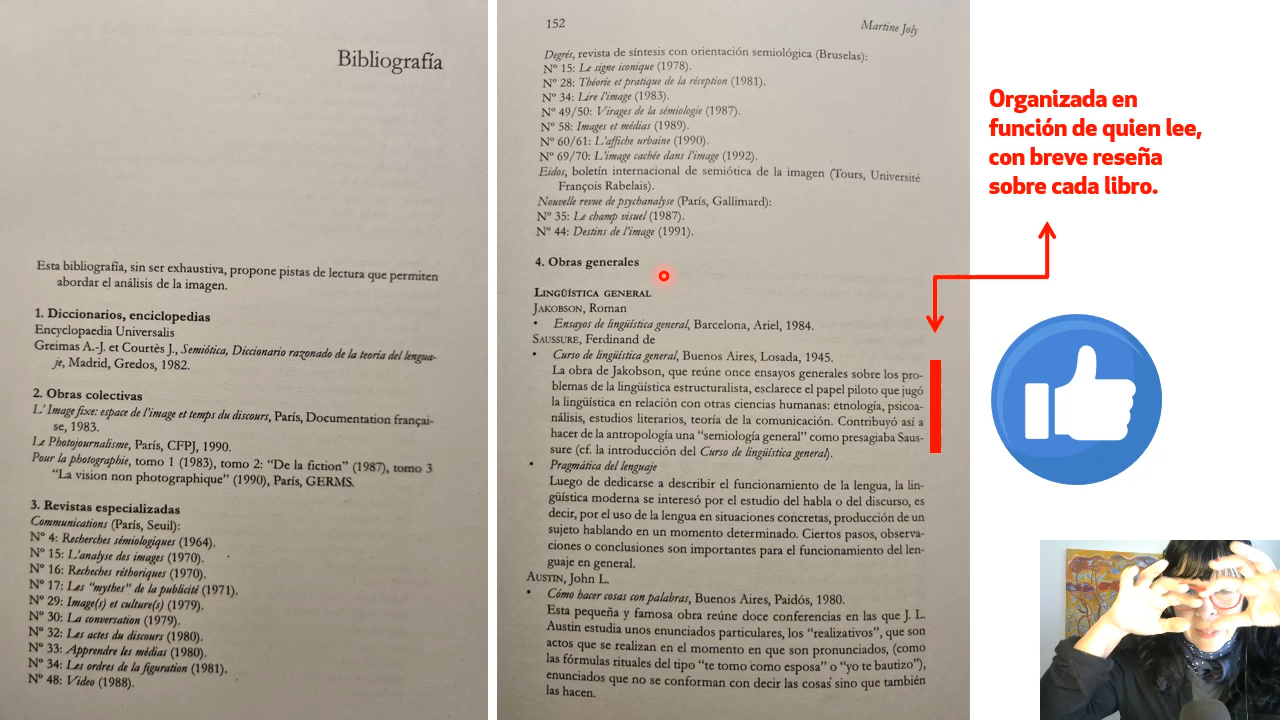 Bibliografía
Esta bibliografía, sin ser exhaustiva, propone pistas de lectura que permiten
abordar el análisis de la imagen.
1. Diccionarios, enciclopedias
Encyclopaedia Universalis
Greimas A.-J. et Courtès J., Semiótica, Diccionario razonado de la teoría del lengua-
je, Madrid, Gredos, 1982.
2. Obras colectivas
L'Image fixe: espace de l'image et temps du discours, París, Documentation françai-
se, 1983.
Le Photojournalisme, París, CFPJ, 1990.
Pour la photographie, tomo 1 (1983), tomo 2: “De la fiction” (1987), tomo 3
“La vision non photographique” (1990), París, GERMS.
3. Revistas especializadas
Communications (París, Seuil):
Nº 4: Recherches sémiologiques (1964).
Nº 15: L'analyse des images (1970).
Nº 16: Recheches réthoriques (1970).
Nº 17: Les “mythes” de la publicité (1971).
Nº 29: Image(s) et culture(s) (1979).
Nº 30: La conversation (1979).
Nº 32: Les actes du discours (1980).
Nº 33: Apprendre les médias (1980).
Nº 34: Les ordres de la figuration (1981).
Nº 48: Video (1988).
152
Martine Joly
Degrés, revista de síntesis con orientación semiológica (Bruselas):
Nº 15: Le signe iconique (1978).
Nº 28: Théorie et pratique de la réception (1981).
Nº 34: Lire l'image (1983).
Nº 49/50: Virages de la sémiologie (1987).
Nº 58: Images et médias (1989).
Nº 60/61: L'affiche urbaine (1990).
Nº 69/70: L'image cachée dans l'image (1992).
Eidos, boletín internacional de semiótica de la imagen (Tours, Université
François Rabelais).
Nouvelle revue de psychanalyse (París, Gallimard):
Nº 35: Le champ visuel (1987).
Nº 44: Destins de l'image (1991).
4. Obras generales
LINGÜÍSTICA GENERAL
JAKOBSON, Roman
• Ensayos de lingüística general, Barcelona, Ariel, 1984.
SAUSSURE, Ferdinand de
• Curso de lingüística general, Buenos Aires, Losada, 1945.
La obra de Jakobson, que reúne once ensayos generales sobre los pro-
blemas de la lingüística estructuralista, esclarece el papel piloto que jugó
la lingüística en relación con otras ciencias humanas: etnología, psicoa-
nálisis, estudios literarios, teoría de la comunicación. Contribuyó así a
hacer de la antropología una “semiología general” como presagiaba Saus-
sure (cf. la introducción del Curso de lingüística general).
• Pragmática del lenguaje
Luego de dedicarse a describir el funcionamiento de la lengua, la lin-
güística moderna se interesó por el estudio del habla o del discurso, es
decir, por el uso de la lengua en situaciones concretas, producción de un
sujeto hablando en un momento determinado. Ciertos pasos, observa-
ciones o conclusiones son importantes para el funcionamiento del len-
guaje en general.
AUSTIN, John L.
• Cómo hacer cosas con palabras, Buenos Aires, Paidós, 1980.
Esta pequeña y famosa obra reúne doce conferencias en las que J. L.
Austin estudia unos enunciados particulares, los “realizativos”, que son
actos que se realizan en el momento en que son pronunciados, (como
las fórmulas rituales del tipo “te tomo como esposa” o “yo te bautizo”),
enunciados que no se conforman con decir las cosas sino que también
las hacen.
Organizada en
función de quien lee,
con breve reseña
sobre cada libro.